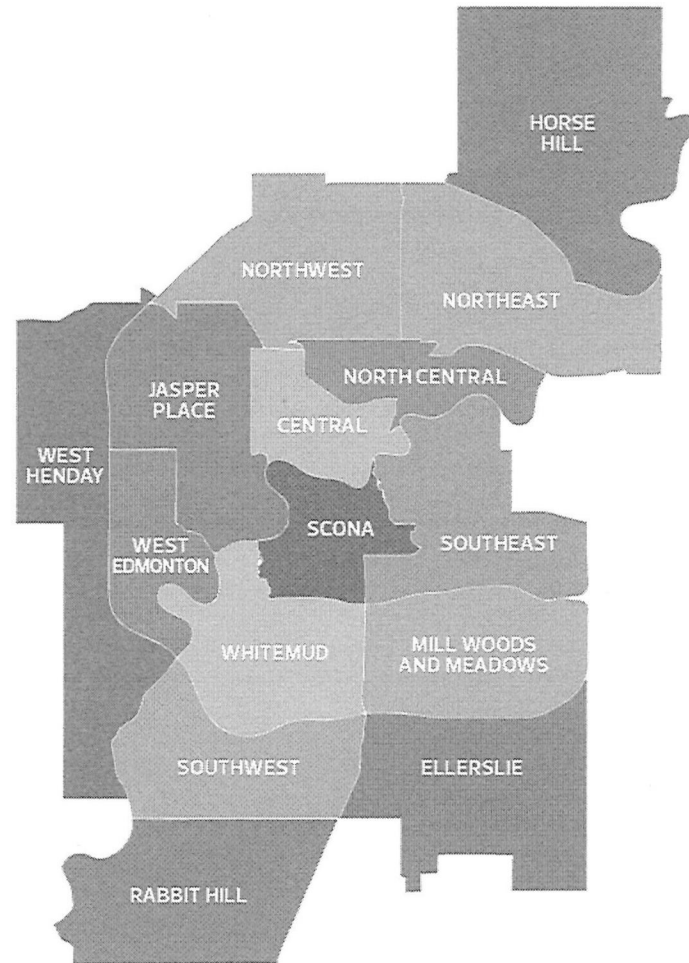 HORSE
HILL
NORTHWEST
NORTHEAST
NORTH CENTRAL
JASPER
PLACE
CENTRAL
WEST
HENDAY
SCONA
WEST
EDMONTON
SOUTHEAST
WHITEMUD
MILL WOODS
AND MEADOWS
SOUTHWEST
ELLERSLIE
RABBIT HILL